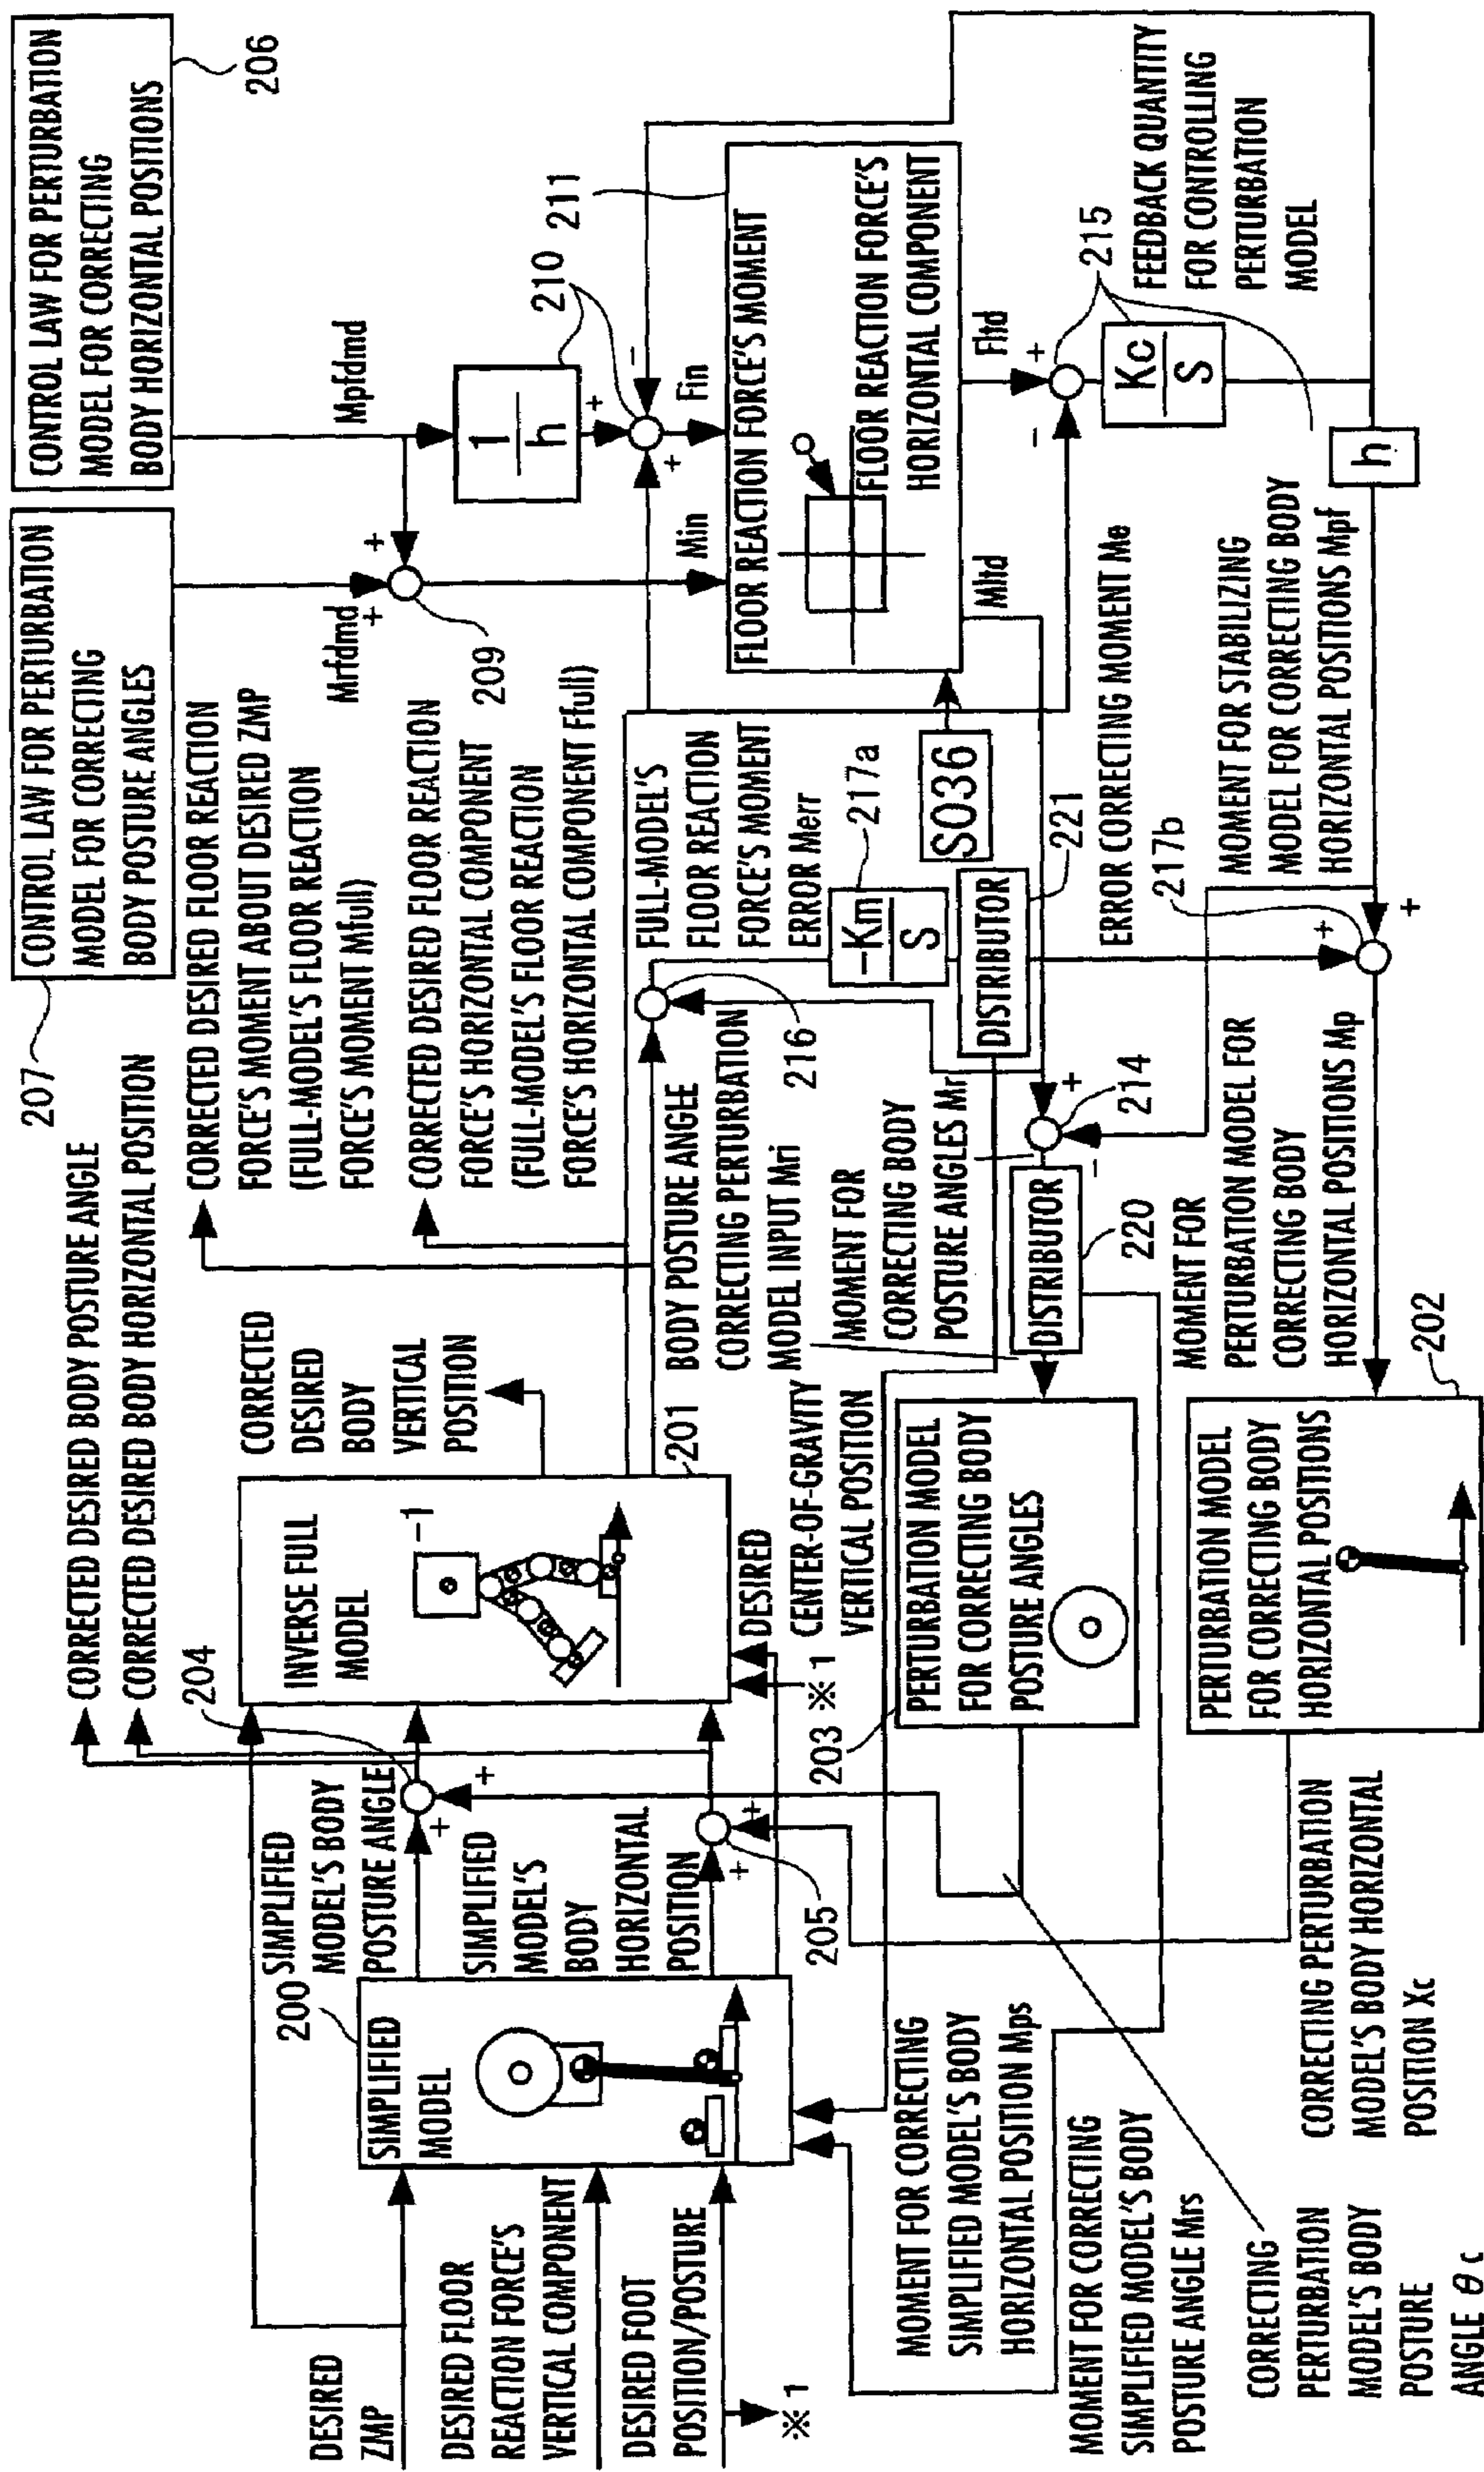 CONTROL LAW FOR PERTURBATION
MODEL FOR CORRECTING
BODY HORIZONTAL POSITIONS
206
CONTROL LAW FOR PERTURBATION
MODEL FOR CORRECTING
BODY POSTURE ANGLES
207
CORRECTED DESIRED BODY POSTURE ANGLE
CORRECTED DESIRED BODY HORIZONTAL POSITION
CORRECTED DESIRED FLOOR REACTION
FORCE'S MOMENT ABOUT DESIRED ZMP
(FULL-MODEL'S FLOOR REACTION
FORCE'S MOMENT Mfull)
CORRECTED DESIRED FLOOR REACTION
FORCE'S HORIZONTAL COMPONENT
(FULL-MODEL'S FLOOR REACTION
FORCE'S HORIZONTAL COMPONENT Ffull)
CORRECTED
DESIRED
BODY
VERTICAL
POSITION
Mpfdmd
Mrfdmd
+
+
209
1
h
210
+
-
+
Fin
Min
211
FLOOR REACTION FORCE'S MOMENT
FLOOR REACTION FORCE'S
HORIZONTAL COMPONENT
Fltd
Mltd
+
-
215
Kc
S
FEEDBACK QUANTITY
FOR CONTROLLING
PERTURBATION
MODEL
h
FULL-MODEL'S
FLOOR REACTION
FORCE'S MOMENT
ERROR Merr
217a
-Km
S
SO36
DISTRIBUTOR
221
ERROR CORRECTING MOMENT Me
MOMENT FOR STABILIZING
MODEL FOR CORRECTING BODY
HORIZONTAL POSITIONS Mpf
217b
+
+
216
BODY POSTURE ANGLE
CORRECTING PERTURBATION
MODEL INPUT Mri
MOMENT FOR
CORRECTING BODY
POSTURE ANGLES Mr
+
-
214
DISTRIBUTOR
220
MOMENT FOR
PERTURBATION MODEL FOR
CORRECTING BODY
HORIZONTAL POSITIONS Mp
202
PERTURBATION MODEL
FOR CORRECTING BODY
HORIZONTAL POSITIONS
PERTURBATION MODEL
FOR CORRECTING BODY
POSTURE ANGLES
203
201
INVERSE FULL
MODEL
-1
DESIRED
CENTER-OF-GRAVITY
VERTICAL POSITION
※1
204
+
+
SIMPLIFIED
MODEL'S BODY
POSTURE ANGLE
SIMPLIFIED
MODEL'S
BODY
HORIZONTAL
POSITION
+
+
205
200
SIMPLIFIED
MODEL
DESIRED
ZMP
DESIRED FLOOR
REACTION FORCE'S
VERTICAL COMPONENT
DESIRED FOOT
POSITION/POSTURE
※1
MOMENT FOR CORRECTING
SIMPLIFIED MODEL'S BODY
HORIZONTAL POSITION Mps
MOMENT FOR CORRECTING
SIMPLIFIED MODEL'S BODY
POSTURE ANGLE Mrs
CORRECTING
PERTURBATION
MODEL'S BODY
POSTURE
ANGLE θc
CORRECTING PERTURBATION
MODEL'S BODY HORIZONTAL
POSITION Xc